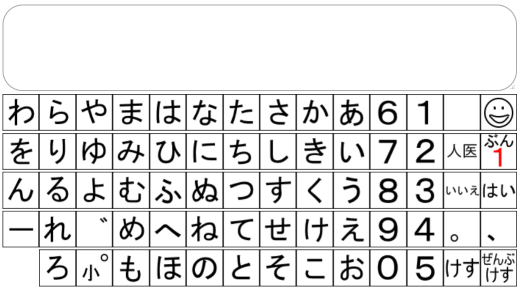 わ ら や ま は な た さ か あ 6 1
を り ゆ み ひ に ち し き い 7 2 人医 ぶん 1
ん る よ む ふ ぬ つ す く う 8 3 いいえ はい
ー れ ゛ め へ ね て せ け え 9 4 。 、
ろ 小゜ も ほ の と そ こ お 0 5 けす ぜんぶけす